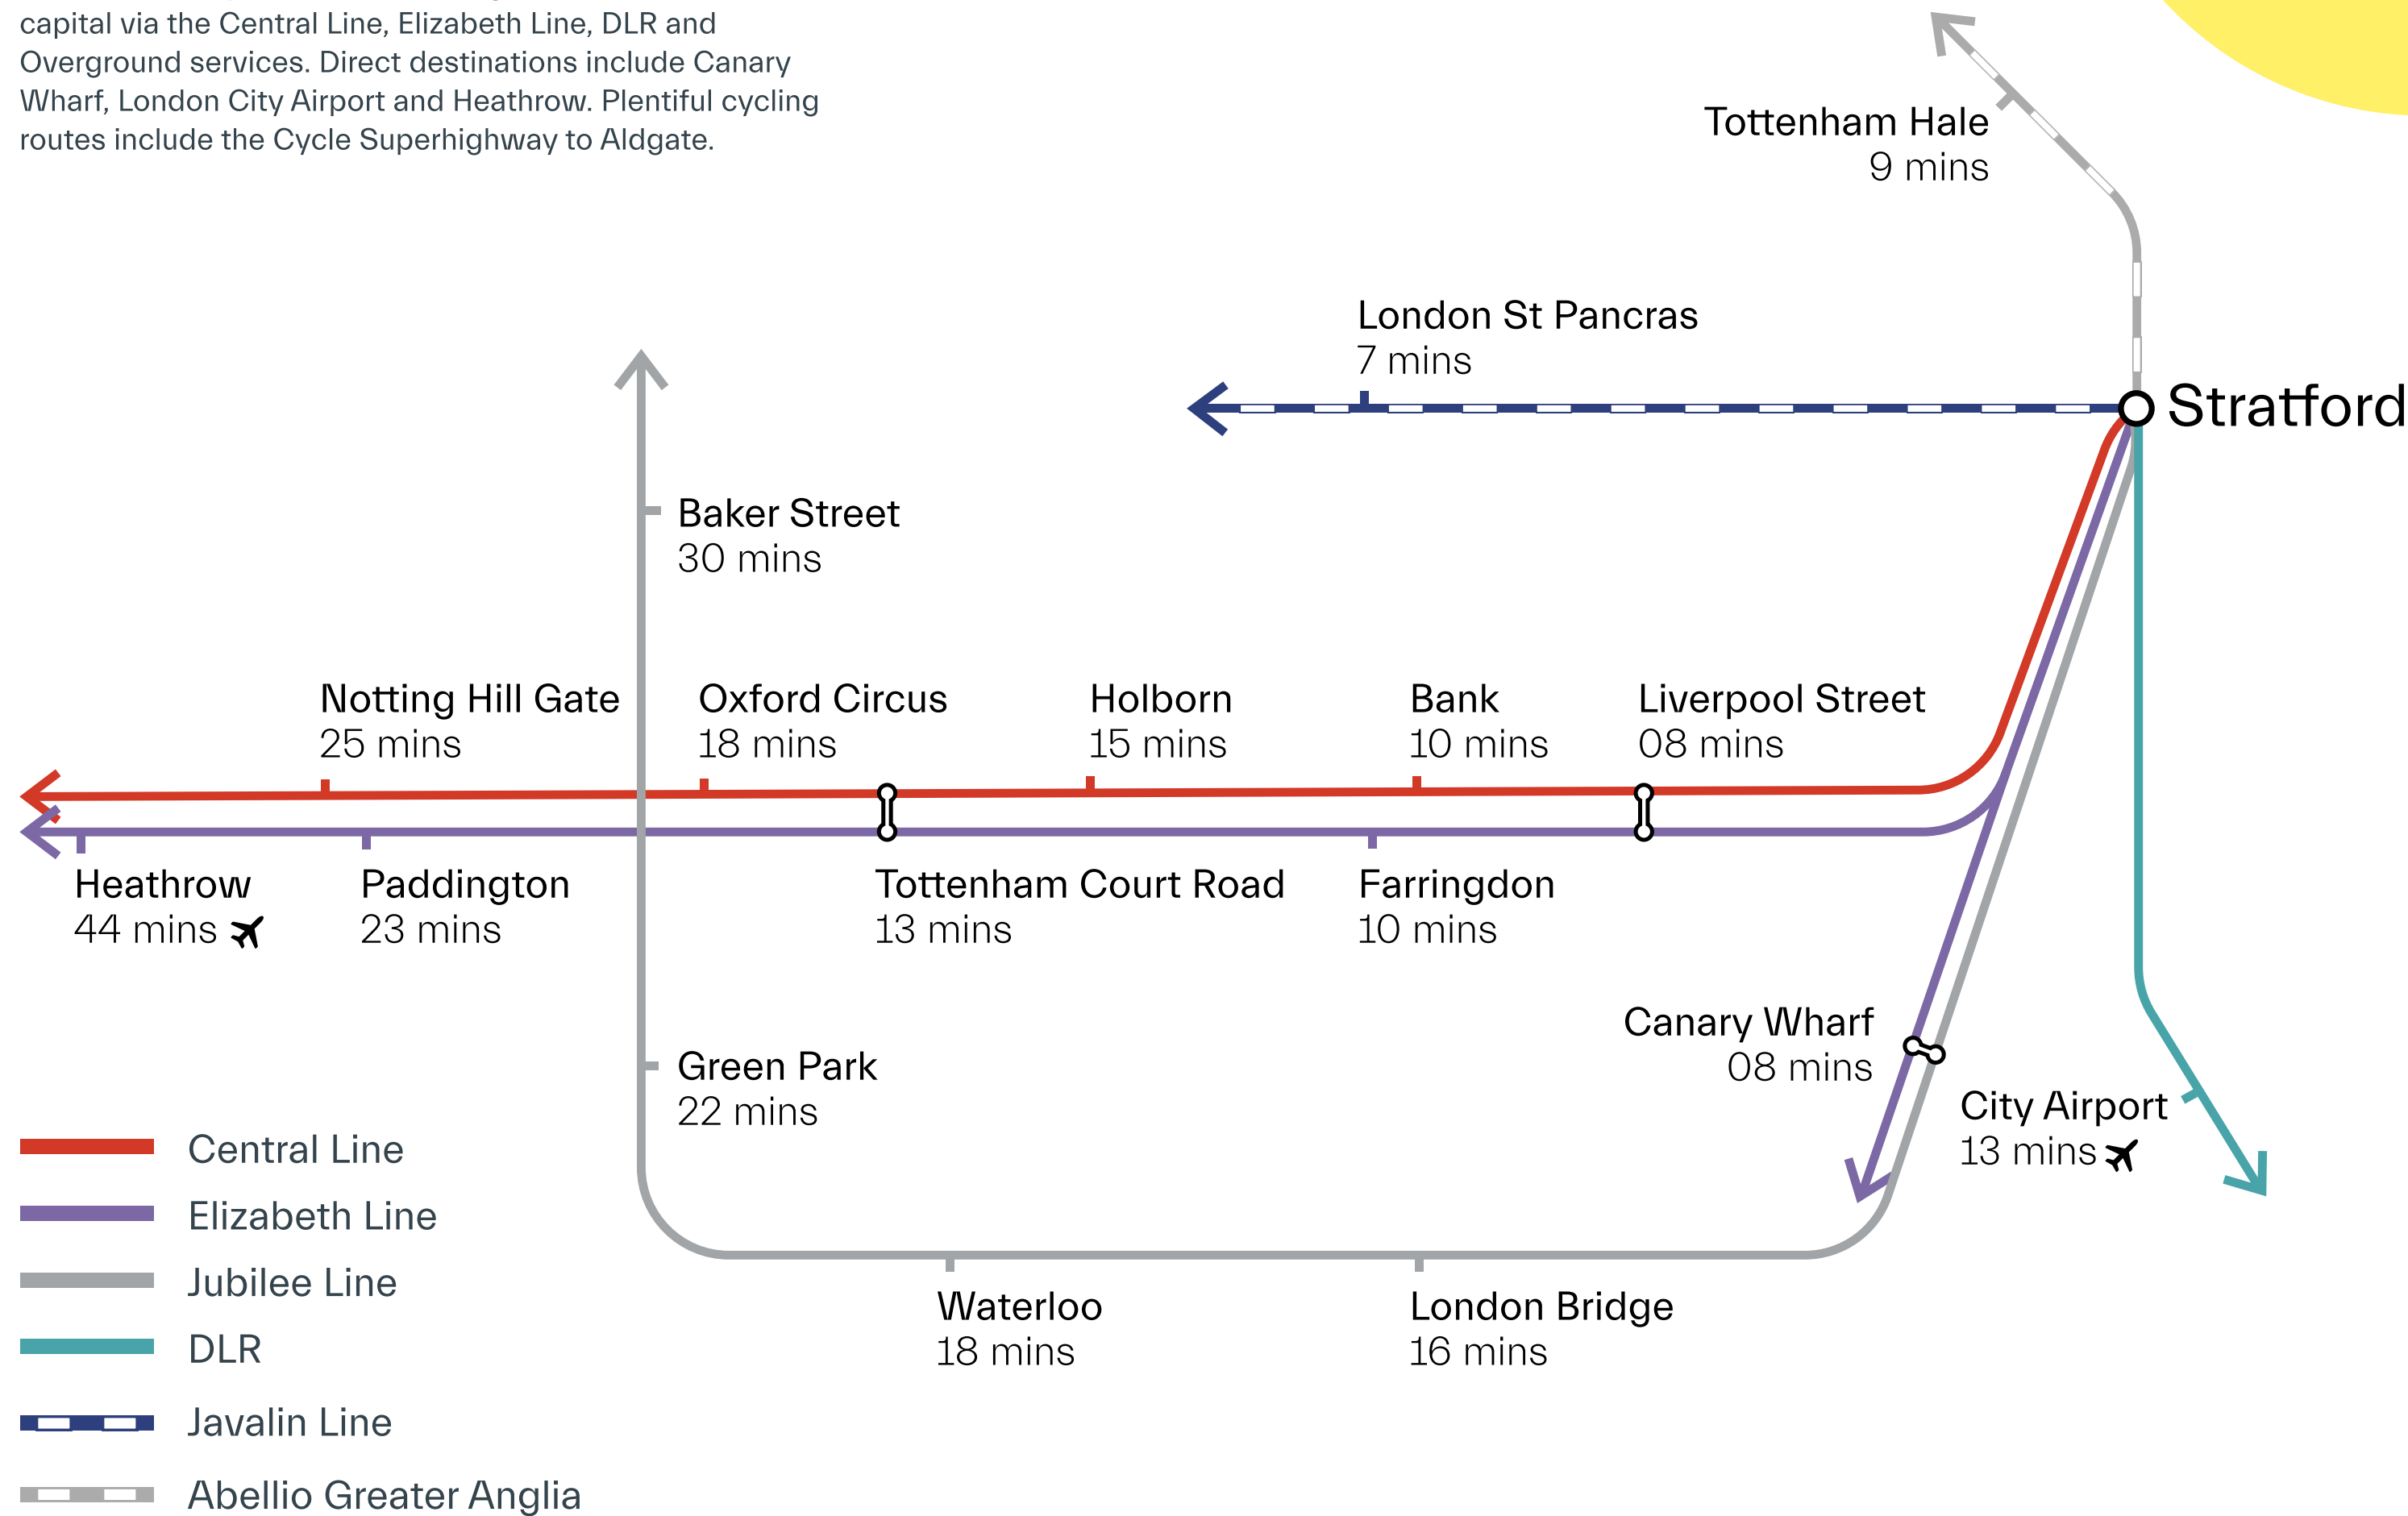 capital via the Central Line, Elizabeth Line, DLR and
Overground services. Direct destinations include Canary
Wharf, London City Airport and Heathrow. Plentiful cycling
routes include the Cycle Superhighway to Aldgate.
Tottenham Hale
9 mins
London St Pancras
7 mins
Stratford
Baker Street
30 mins
Notting Hill Gate
25 mins
Oxford Circus
18 mins
Holborn
15 mins
Bank
10 mins
Liverpool Street
08 mins
Heathrow
44 mins
Paddington
23 mins
Tottenham Court Road
13 mins
Farringdon
10 mins
Canary Wharf
08 mins
City Airport
13 mins
Green Park
22 mins
Waterloo
18 mins
London Bridge
16 mins
Central Line
Elizabeth Line
Jubilee Line
DLR
Javalin Line
Abellio Greater Anglia